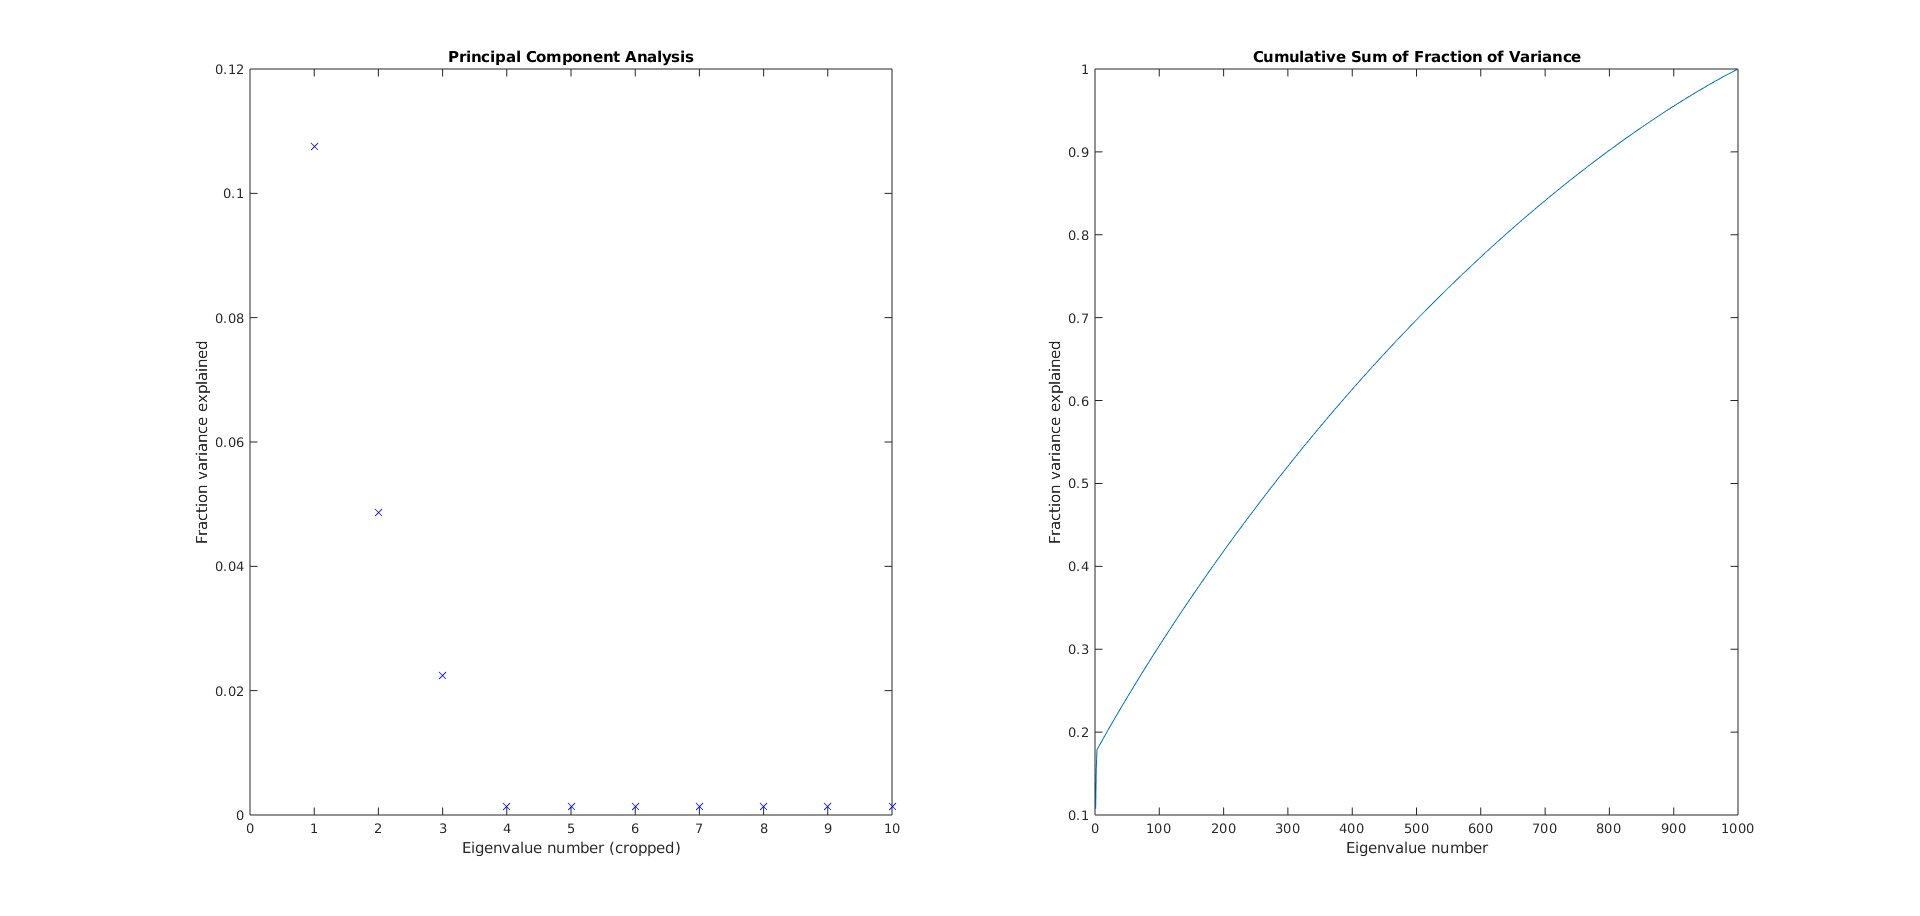 Principal Component Analysis
0.12
0.1
0.08
0.06
0.04
0.02
0
Fraction variance explained
0 1 2 3 4 5 6 7 8 9 10
Eigenvalue number (cropped)
Cumulative Sum of Fraction of Variance
1
0.9
0.8
0.7
0.6
0.5
0.4
0.3
0.2
0.1
Fraction variance explained
0 100 200 300 400 500 600 700 800 900 1000
Eigenvalue number